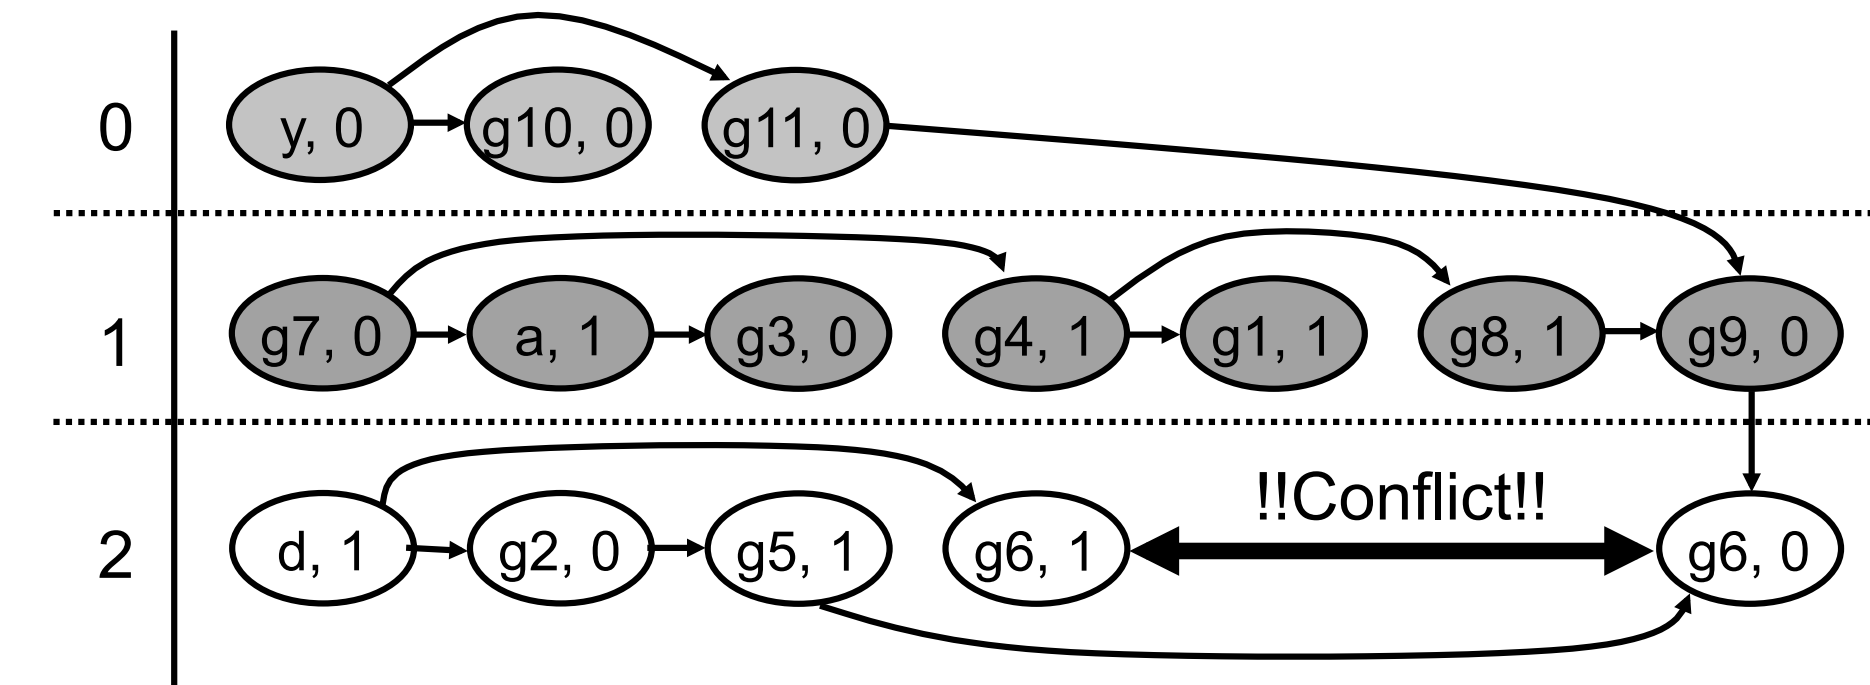 0
y, 0
g10, 0
g11, 0
1
g7, 0
a, 1
g3, 0
g4, 1
g1, 1
g8, 1
g9, 0
2
d, 1
g2, 0
g5, 1
g6, 1
!!Conflict!!
g6, 0